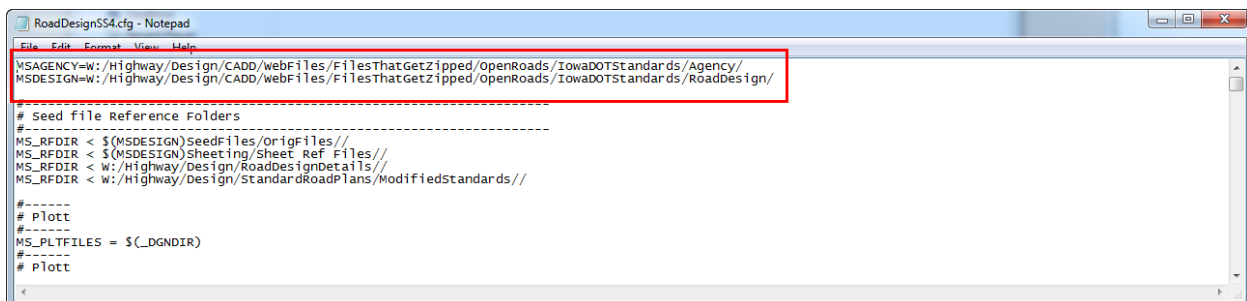 RoadDesignSS4.cfg - Notepad
File Edit Format View Help
MSAGENCY=W:/Highway/Design/CADD/WebFiles/FilesThatGetZipped/OpenRoads/IowaDOTStandards/Agency/
MSDESIGN=W:/Highway/Design/CADD/WebFiles/FilesThatGetZipped/OpenRoads/IowaDOTStandards/RoadDesign/
#----------------------------------------------------------------------
# Seed file Reference Folders
#----------------------------------------------------------------------
MS_RFDIR < $(MSDESIGN)SeedFiles/OrigFiles//
MS_RFDIR < $(MSDESIGN)Sheeting/Sheet Ref Files//
MS_RFDIR < W:/Highway/Design/RoadDesignDetails//
MS_RFDIR < W:/Highway/Design/StandardRoadPlans/ModifiedStandards//
#------
# Plott
#------
MS_PLTFILES = $(_DGNDIR)
#------
# Plott